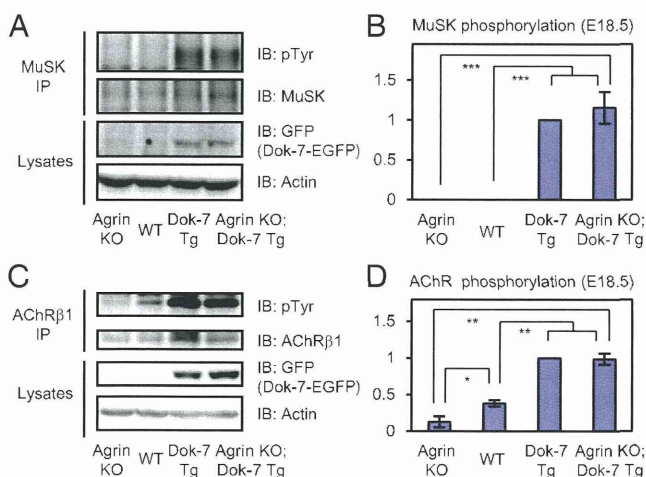 A
MuSK IP
IB: pTyr
IB: MuSK
Lysates
IB: GFP
(Dok-7-EGFP)
IB: Actin
Agrin KO
WT
Dok-7 Tg
Agrin KO;
Dok-7 Tg
B
MuSK phosphorylation (E18.5)
***
***
1.5
1
0.5
0
Agrin KO
WT
Dok-7 Tg
Agrin KO;
Dok-7 Tg
C
AChRβ1 IP
IB: pTyr
IB: AChRβ1
Lysates
IB: GFP
(Dok-7-EGFP)
IB: Actin
Agrin KO
WT
Dok-7 Tg
Agrin KO;
Dok-7 Tg
D
AChR phosphorylation (E18.5)
**
**
*
1.5
1
0.5
0
Agrin KO
WT
Dok-7 Tg
Agrin KO;
Dok-7 Tg